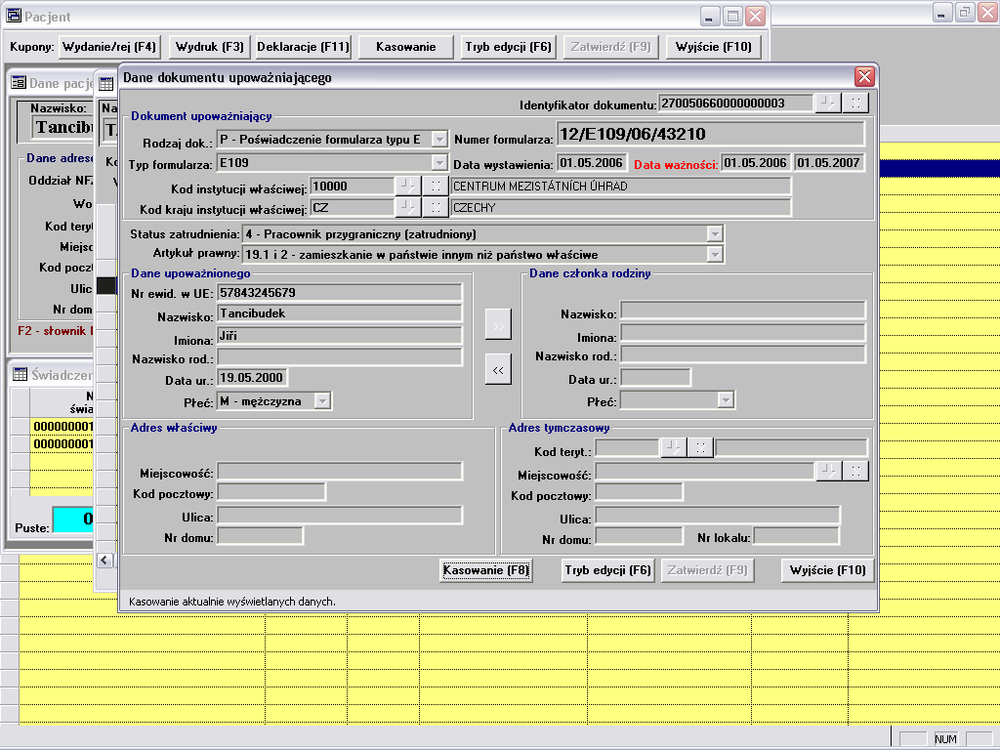 Pacjent
Kupony: Wydanie/rej (F4) Wydruk (F3) Deklaracje (F11) Kasowanie Tryb edycji (F6) Zatwierdź (F9) Wyjście (F10)
Dane pacje
Nazwisko:
Tancibu
Dane adreso
Oddział NFZ
Wo
Kod teryt
Miejsc
Kod poczt
Ulic
Nr dom
F2 - słownik
Świadczen
N
świa
000000001
000000001
Puste: 0
Na
T
Ko
Dane dokumentu upoważniającego
Identyfikator dokumentu: 270050660000000003
Dokument upoważniający
Rodzaj dok.: P - Poświadczenie formularza typu E Numer formularza: 12/E109/06/43210
Typ formularza: E109 Data wystawienia: 01.05.2006 Data ważności: 01.05.2006 01.05.2007
Kod instytucji właściwej: 10000 CENTRUM MEZISTÁTNÍCH ÚHRAD
Kod kraju instytucji właściwej: CZ CZECHY
Status zatrudnienia: 4 - Pracownik przygraniczny (zatrudniony)
Artykuł prawny: 19.1 i 2 - zamieszkanie w państwie innym niż państwo właściwe
Dane upoważnionego
Nr ewid. w UE: 57843245679
Nazwisko: Tancibudek
Imiona: Jiři
Nazwisko rod.:
Data ur.: 19.05.2000
Płeć: M - mężczyzna
>>
<<
Dane członka rodziny
Nazwisko:
Imiona:
Nazwisko rod.:
Data ur.:
Płeć:
Adres właściwy
Miejscowość:
Kod pocztowy:
Ulica:
Nr domu:
Adres tymczasowy
Kod teryt.:
Miejscowość:
Kod pocztowy:
Ulica:
Nr domu: Nr lokalu:
Kasowanie (F8) Tryb edycji (F6) Zatwierdź (F9) Wyjście (F10)
Kasowanie aktualnie wyświetlanych danych.
NUM